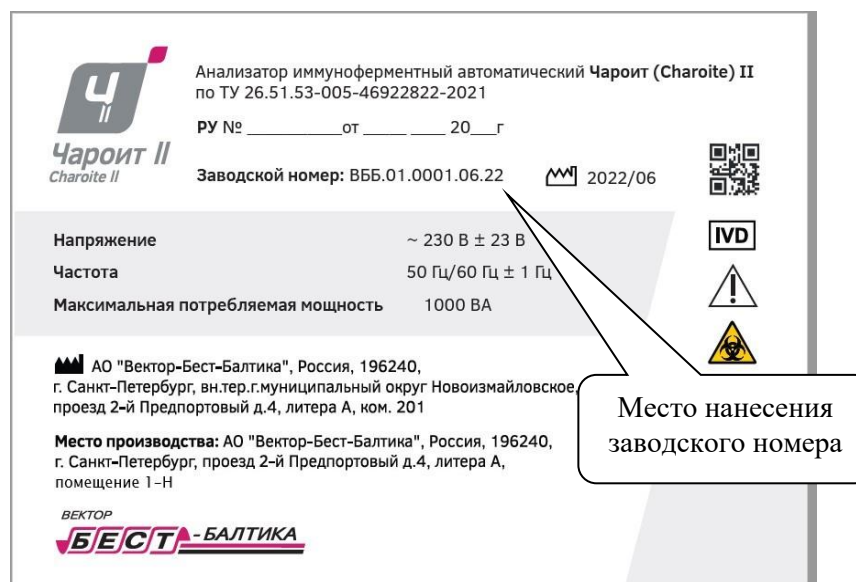 Ч
II
Чароит II
Charoite II
Анализатор иммуноферментный автоматический Чароит (Charoite) II
по ТУ 26.51.53-005-46922822-2021
РУ № ___________от _____ ____ 20___г
Заводской номер: ВББ.01.0001.06.22
2022/06
IVD
Напряжение ~ 230 В ± 23 В
Частота 50 Гц/60 Гц ± 1 Гц
Максимальная потребляемая мощность 1000 ВА
АО "Вектор-Бест-Балтика", Россия, 196240,
г. Санкт-Петербург, вн.тер.г.муниципальный округ Новоизмайловское,
проезд 2-й Предпортовый д.4, литера А, ком. 201
Место производства: АО "Вектор-Бест-Балтика", Россия, 196240,
г. Санкт-Петербург, проезд 2-й Предпортовый д.4, литера А,
помещение 1-Н
ВЕКТОР
БЕСТ-БАЛТИКА
Место нанесения
заводского номера